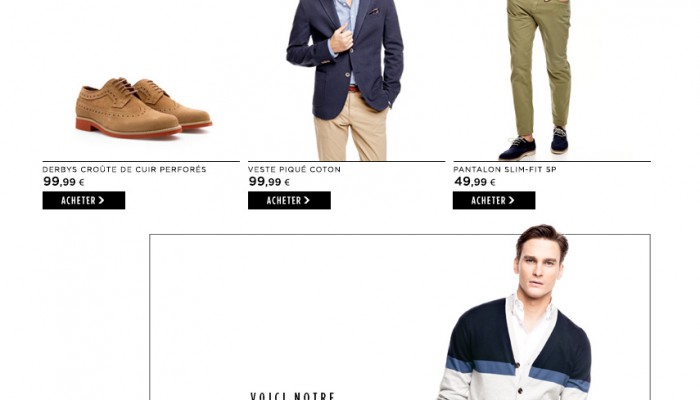 DERBYS CROÛTE DE CUIR PERFORÉS
99,99 €
ACHETER >
VESTE PIQUÉ COTON
99,99 €
ACHETER >
PANTALON SLIM-FIT 5P
49,99 €
ACHETER >
VOICI NOTRE